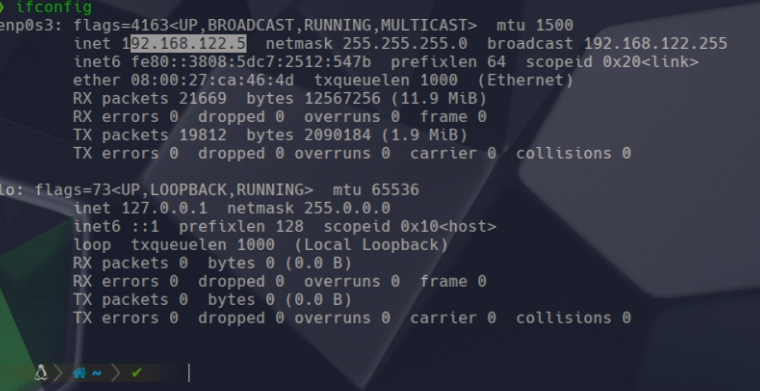 ifconfig
enp0s3: flags=4163<UP,BROADCAST,RUNNING,MULTICAST>  mtu 1500
inet 192.168.122.5  netmask 255.255.255.0  broadcast 192.168.122.255
inet6 fe80::3808:5dc7:2512:547b  prefixlen 64  scopeid 0x20<link>
ether 08:00:27:ca:46:4d  txqueuelen 1000  (Ethernet)
RX packets 21669  bytes 12567256 (11.9 MiB)
RX errors 0  dropped 0  overruns 0  frame 0
TX packets 19812  bytes 2090184 (1.9 MiB)
TX errors 0  dropped 0 overruns 0  carrier 0  collisions 0
lo: flags=73<UP,LOOPBACK,RUNNING>  mtu 65536
inet 127.0.0.1  netmask 255.0.0.0
inet6 ::1  prefixlen 128  scopeid 0x10<host>
loop  txqueuelen 1000  (Local Loopback)
RX packets 0  bytes 0 (0.0 B)
RX errors 0  dropped 0  overruns 0  frame 0
TX packets 0  bytes 0 (0.0 B)
TX errors 0  dropped 0 overruns 0  carrier 0  collisions 0
~